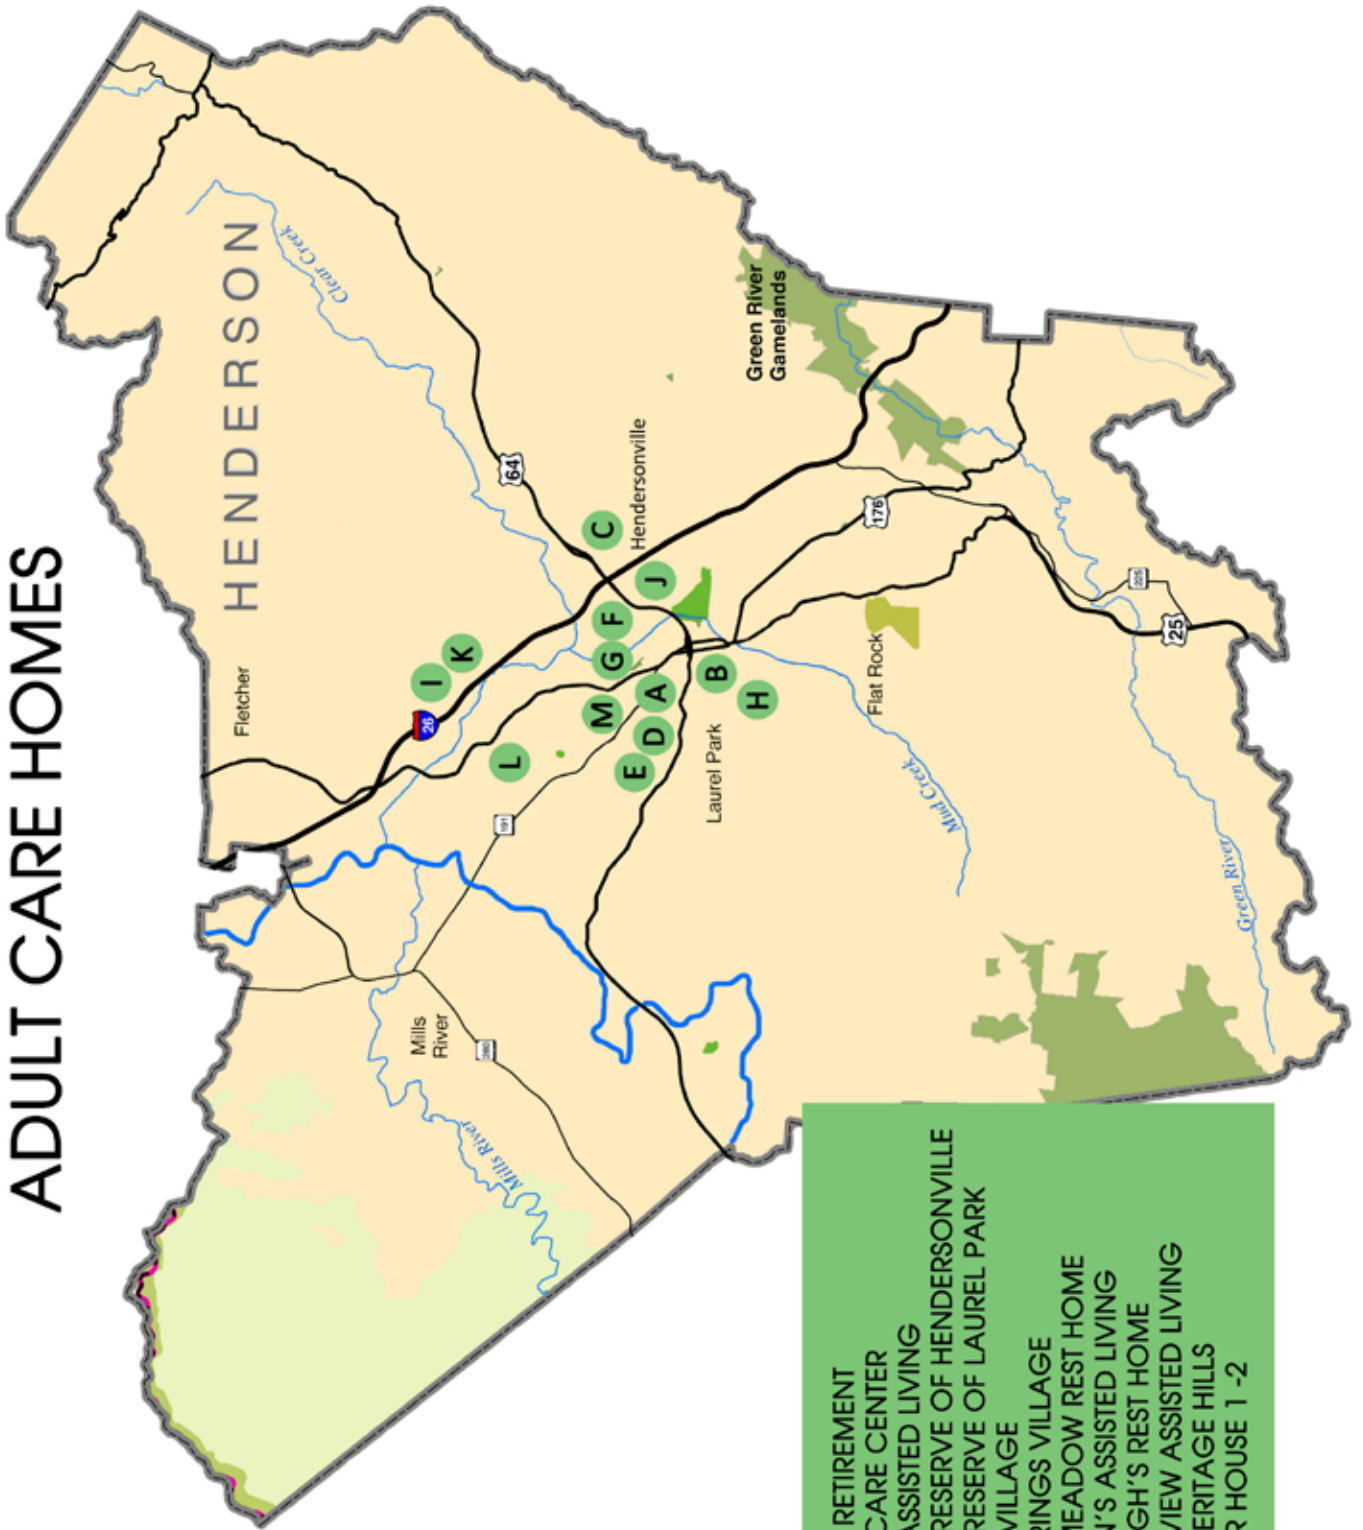 ADULT CARE HOMES
HENDERSON
Fletcher
Clear Creek
64
I
K
26
C
Hendersonville
J
F
G
M
A
D
E
L
B
H
191
Laurel Park
Green River
Gamelands
176
Flat Rock
225
25
Mud Creek
Green River
Mills
River
280
Mills River
RETIREMENT
CARE CENTER
ASSISTED LIVING
RESERVE OF HENDERSONVILLE
RESERVE OF LAUREL PARK
VILLAGE
RINGS VILLAGE
MEADOW REST HOME
N'S ASSISTED LIVING
GH'S REST HOME
VIEW ASSISTED LIVING
ERITAGE HILLS
R HOUSE 1 -2